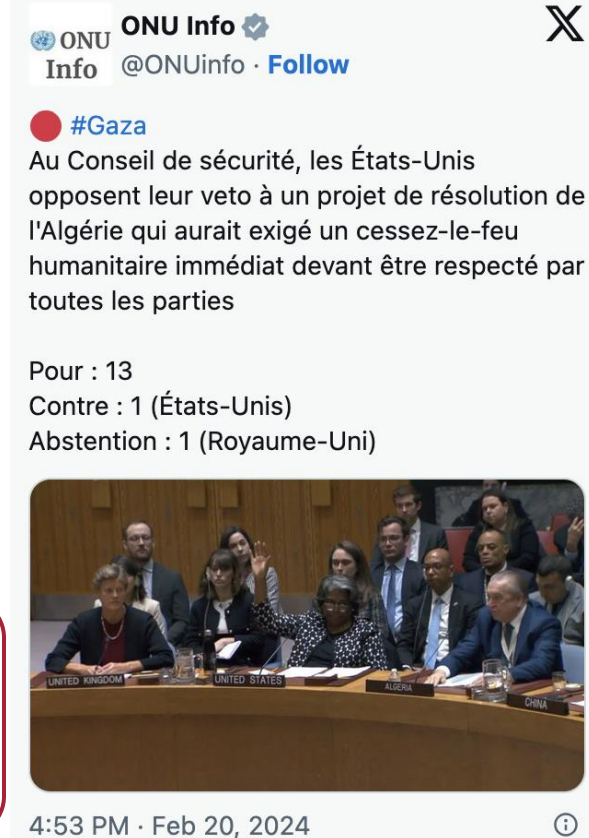 ONU
Info
ONU Info
@ONUinfo · Follow
#Gaza
Au Conseil de sécurité, les États-Unis
opposent leur veto à un projet de résolution de
l'Algérie qui aurait exigé un cessez-le-feu
humanitaire immédiat devant être respecté par
toutes les parties
Pour : 13
Contre : 1 (États-Unis)
Abstention : 1 (Royaume-Uni)
UNITED KINGDOM
UNITED STATES
ALGERIA
CHINA
4:53 PM · Feb 20, 2024